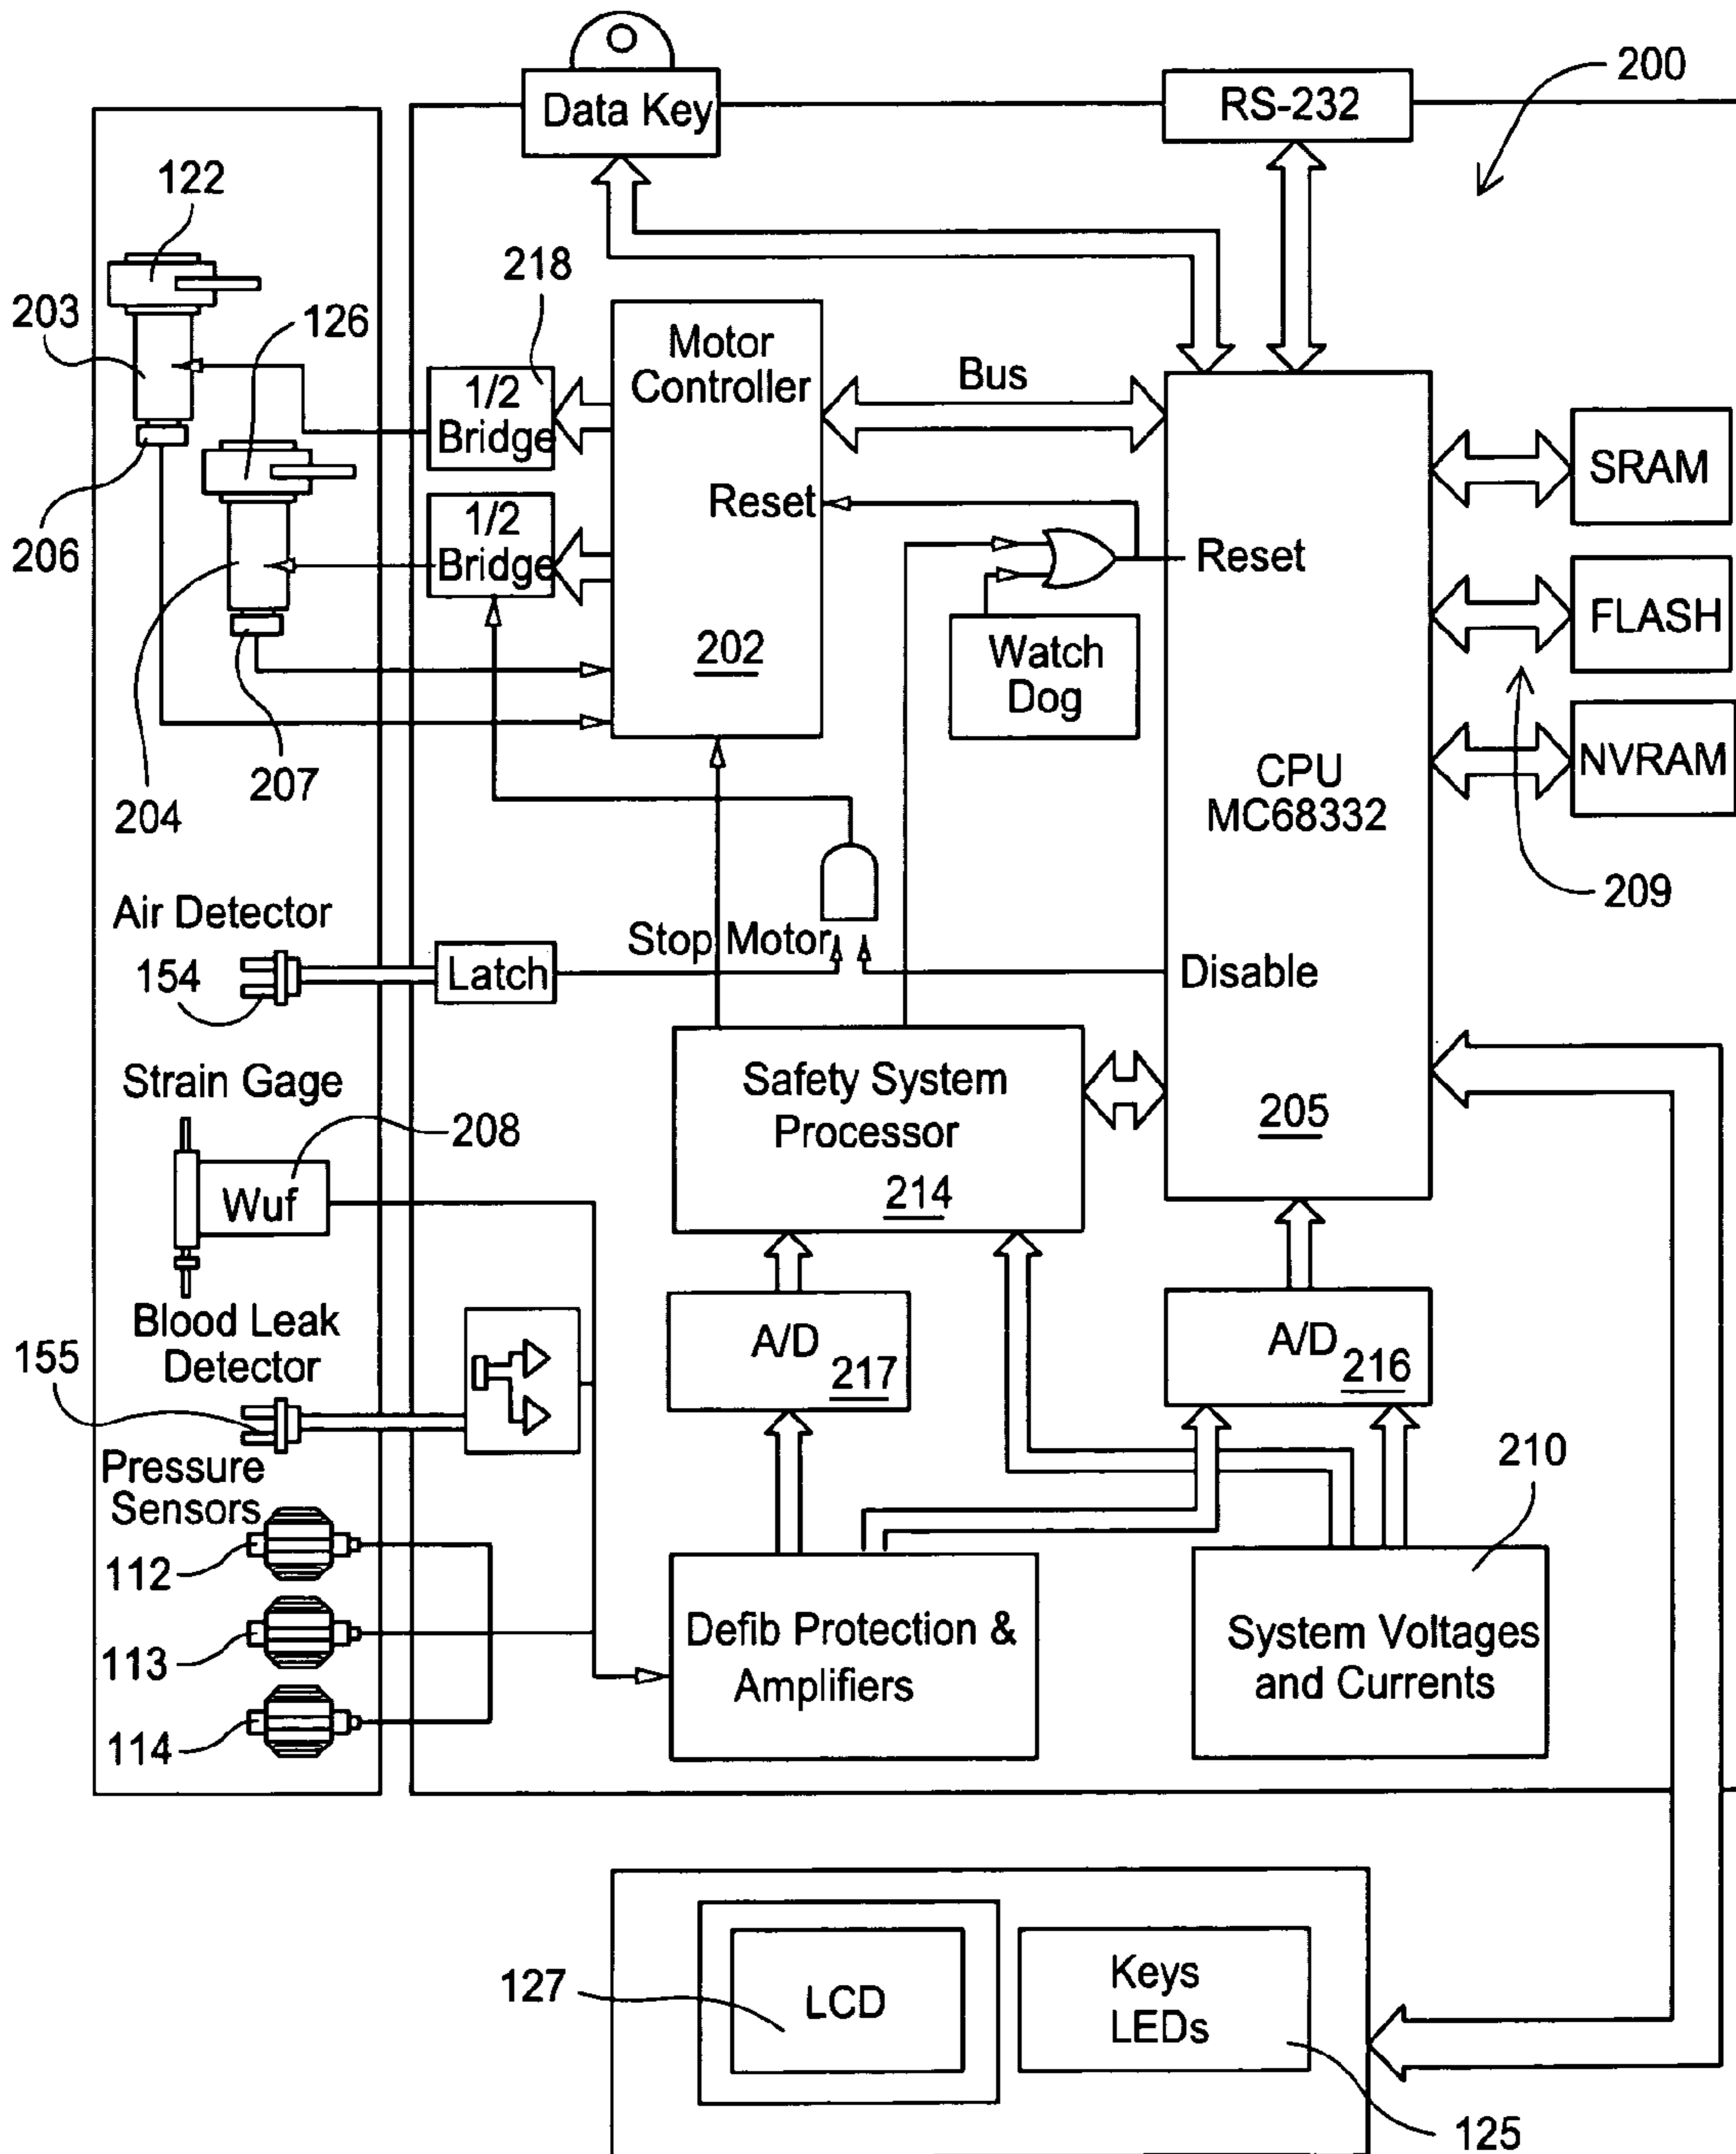 Data Key
RS-232
200
122
203
218
126
Motor
Controller
1/2
Bridge
Bus
SRAM
Reset
1/2
Bridge
Reset
206
FLASH
202
Watch
Dog
NVRAM
CPU
MC68332
204
207
209
Air Detector
Stop Motor
Latch
Disable
154
Strain Gage
Safety System
Processor
205
208
Wuf
214
Blood Leak
Detector
155
A/D
217
A/D
216
Pressure
Sensors
210
112
Defib Protection &
Amplifiers
System Voltages
and Currents
113
114
127
LCD
Keys
LEDs
125